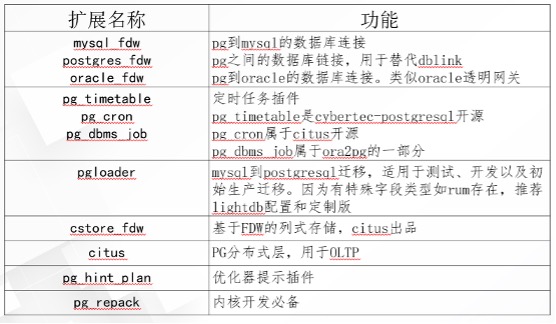 扩展名称 功能
mysql_fdw pg到mysql的数据库连接
postgres_fdw pg之间的数据库链接，用于替代dblink
oracle_fdw pg到oracle的数据库连接。类似oracle透明网关
pg_timetable 定时任务插件
pg_cron pg_timetable是cybertec-postgresql开源
pg_dbms_job pg_cron属于citus开源
pg_dbms_job属于ora2pg的一部分
pgloader mysql到postgresql迁移，适用于测试、开发以及初
始生产迁移。因为有特殊字段类型如rum存在，推荐
lightdb配置和定制版
cstore_fdw 基于FDW的列式存储，citus出品
citus PG分布式层，用于OLTP
pg_hint_plan 优化器提示插件
pg_repack 内核开发必备